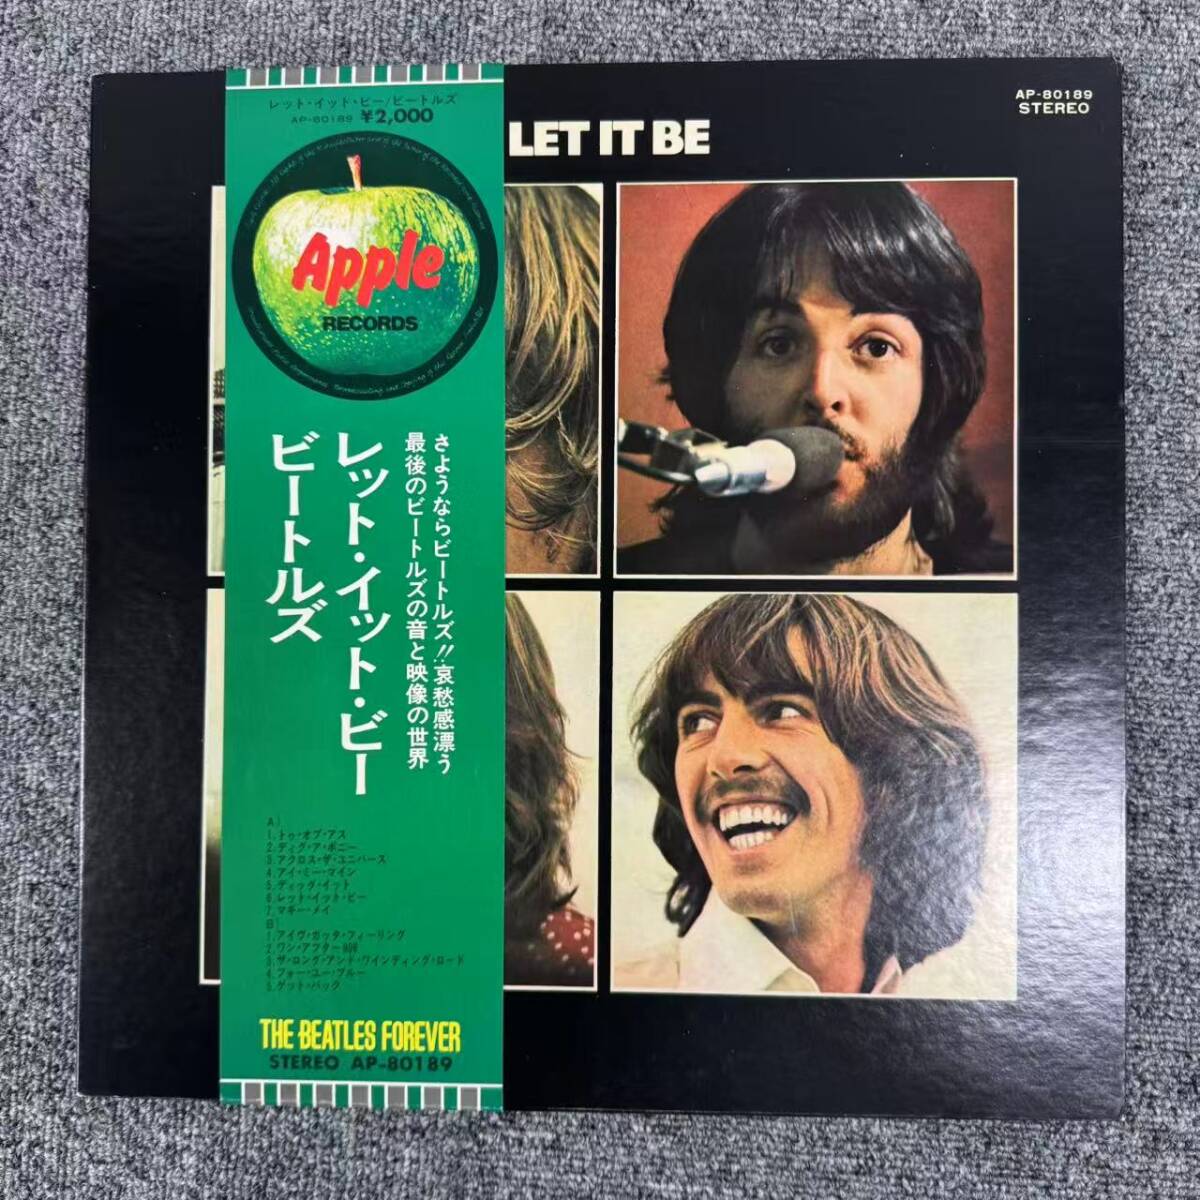 レット・イット・ビー/ビートルズ
AP-80189 ¥2,000
LET IT BE
AP-80189
STEREO
Apple
RECORDS
さようならビートルズ!!哀愁感漂う
最後のビートルズの音と映像の世界
レット・イット・ビー
ビートルズ
A)
1.トゥ・オブ・アス
2.ディグ・ア・ポニー
3.アクロス・ザ・ユニバース
4.アイ・ミー・マイン
5.ディッグ・イット
6.レット・イット・ビー
7.マギー・メイ
B)
1.アイヴ・ガッタ・フィーリング
2.ワン・アフター・909
3.ザ・ロング・アンド・ワインディング・ロード
4.フォー・ユー・ブルー
5.ゲット・バック
THE BEATLES FOREVER
STEREO AP-80189